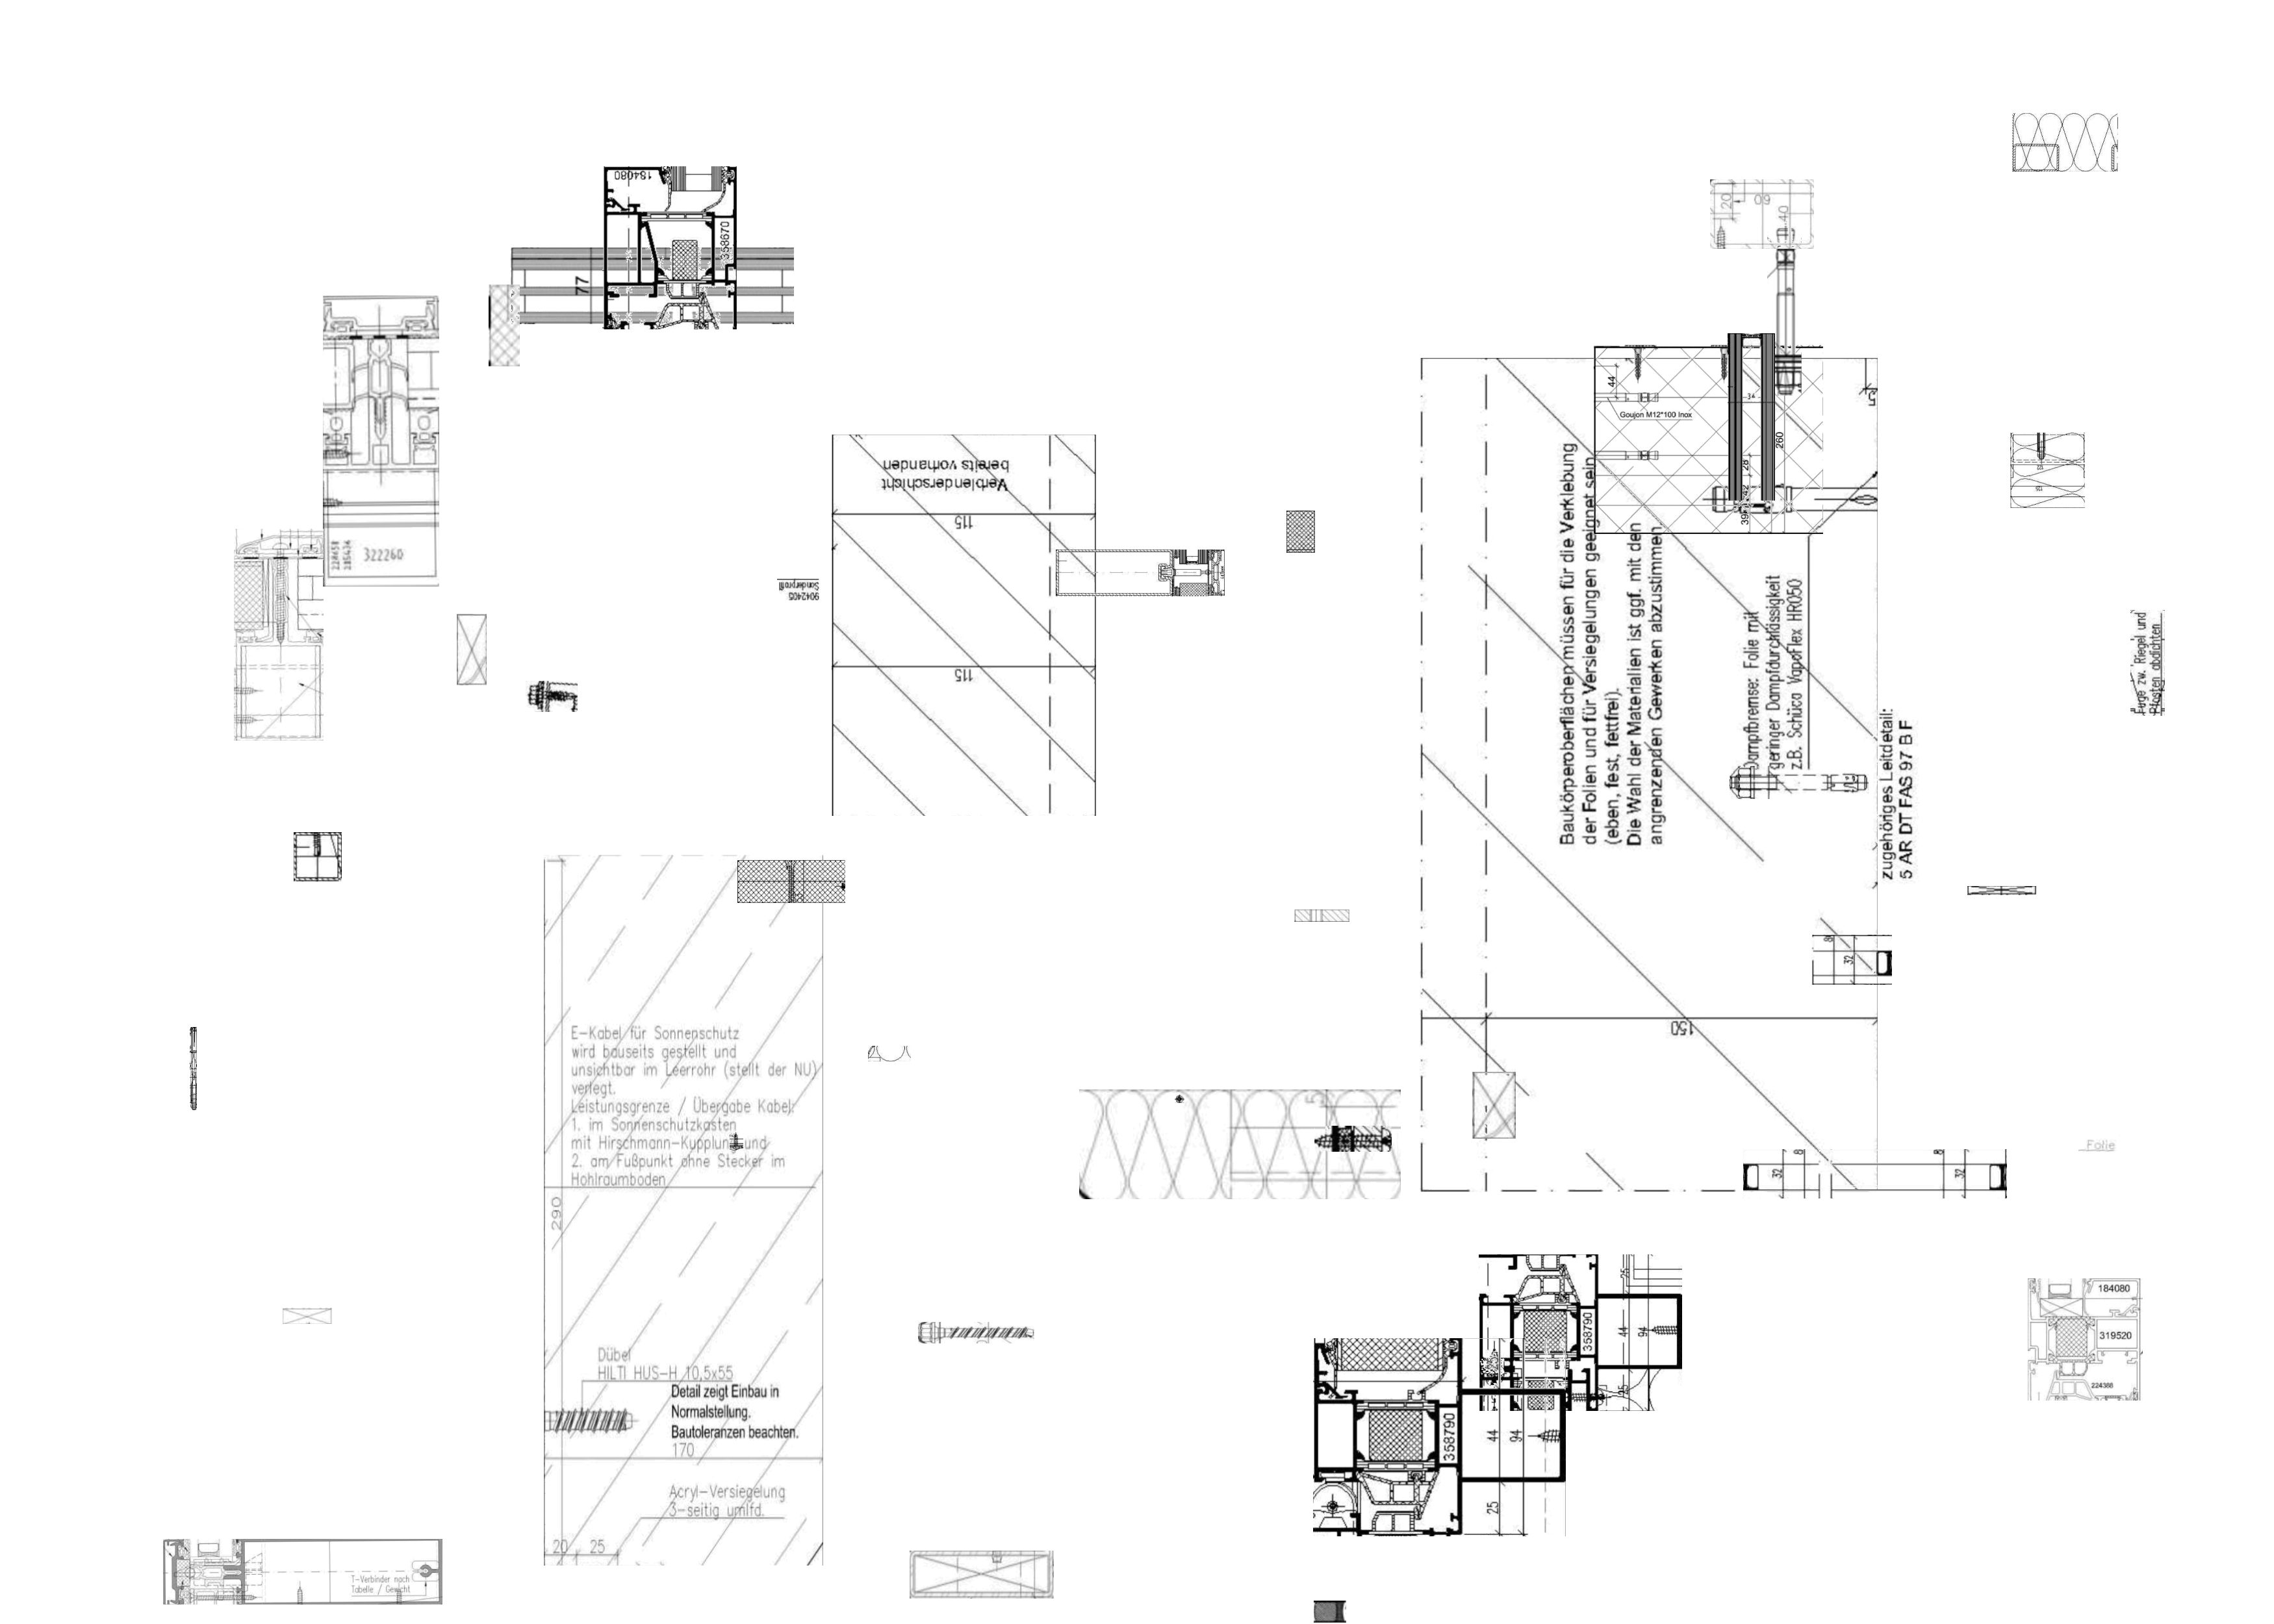 184080
358670
77
20
60
40
44
34
Goujon M12*100 Inox
260
28
42
39
Verblenderschicht
bereits vorhanden
115
115
322260
9042405
Sonderprofil
Baukörperoberflächen müssen für die Verklebung
der Folien und für Versiegelungen geeignet sein
(eben, fest, fettfrei).
Die Wahl der Materialien ist ggf. mit den
angrenzenden Gewerken abzustimmen.
Dampfbremse: Folie mit
geringer Dampfdurchlässigkeit
z.B. Schüco VapoFlex HR050
zugehöriges Leitdetail:
5 AR DT FAS 97 B F
Fuge zw. Riegel und
Pfosten abdichten
8
32
150
E-Kabel für Sonnenschutz
wird bauseits gestellt und
unsichtbar im Leerrohr (stellt der NU)
verlegt.
Leistungsgrenze / Übergabe Kabel:
1. im Sonnenschutzkasten
mit Hirschmann-Kupplung und
2. am Fußpunkt ohne Stecker im
Hohlraumboden
290
5
32
8
8
32
Folie
Dübel
HILTI HUS-H 10,5x55
Detail zeigt Einbau in
Normalstellung.
Bautoleranzen beachten.
170
Acryl-Versiegelung
3-seitig umlfd.
20
25
25
358790
44
94
25
358790
44
94
25
184080
319520
224386
T-Verbinder nach
Tabelle / Gewicht